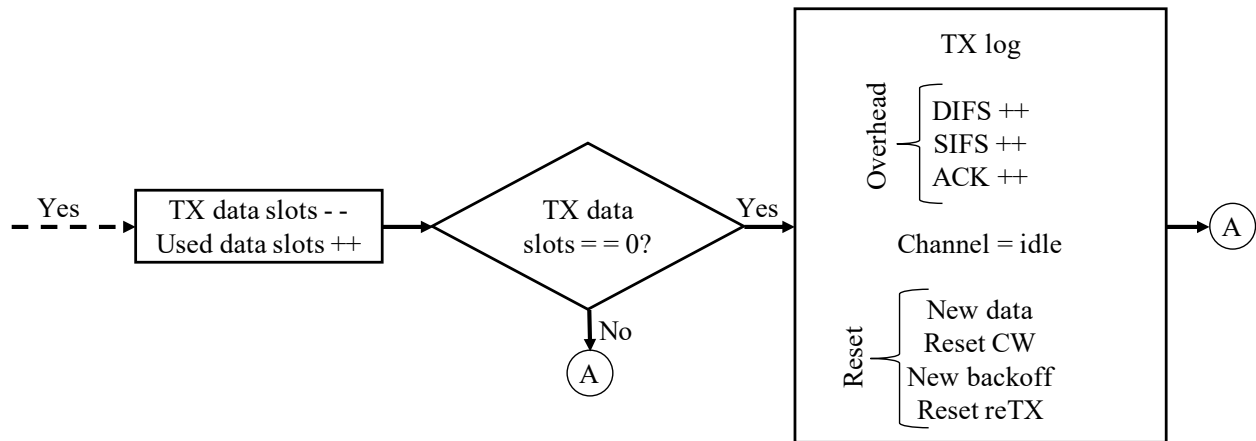 Yes
TX data slots - -
Used data slots ++
TX data
slots = = 0?
Yes
No
A
TX log
Overhead
DIFS ++
SIFS ++
ACK ++
Channel = idle
Reset
New data
Reset CW
New backoff
Reset reTX
A